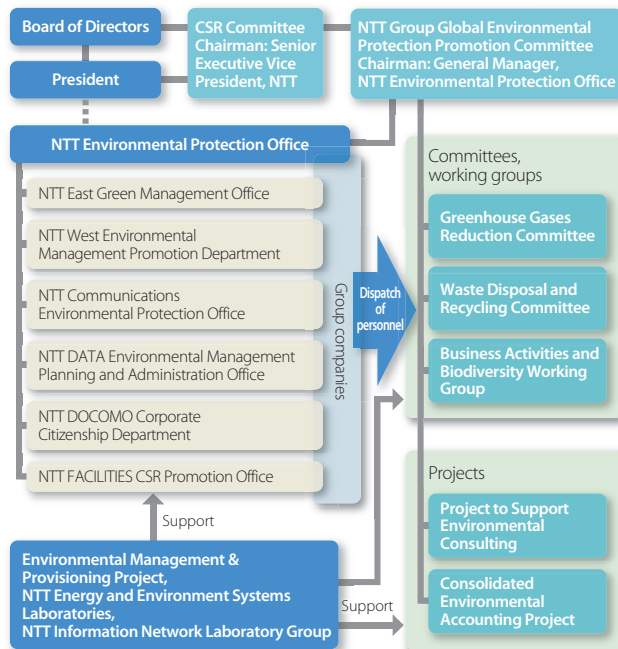 Board of Directors
President
CSR Committee
Chairman: Senior
Executive Vice
President, NTT
NTT Group Global Environmental
Protection Promotion Committee
Chairman: General Manager,
NTT Environmental Protection Office
NTT Environmental Protection Office
NTT East Green Management Office
NTT West Environmental
Management Promotion Department
NTT Communications
Environmental Protection Office
NTT DATA Environmental Management
Planning and Administration Office
NTT DOCOMO Corporate
Citizenship Department
NTT FACILITIES CSR Promotion Office
Group companies
Dispatch
of
personnel
Committees,
working groups
Greenhouse Gases
Reduction Committee
Waste Disposal and
Recycling Committee
Business Activities and
Biodiversity Working
Group
Projects
Project to Support
Environmental
Consulting
Consolidated
Environmental
Accounting Project
Support
Environmental Management &
Provisioning Project,
NTT Energy and Environment Systems
Laboratories,
NTT Information Network Laboratory Group
Support